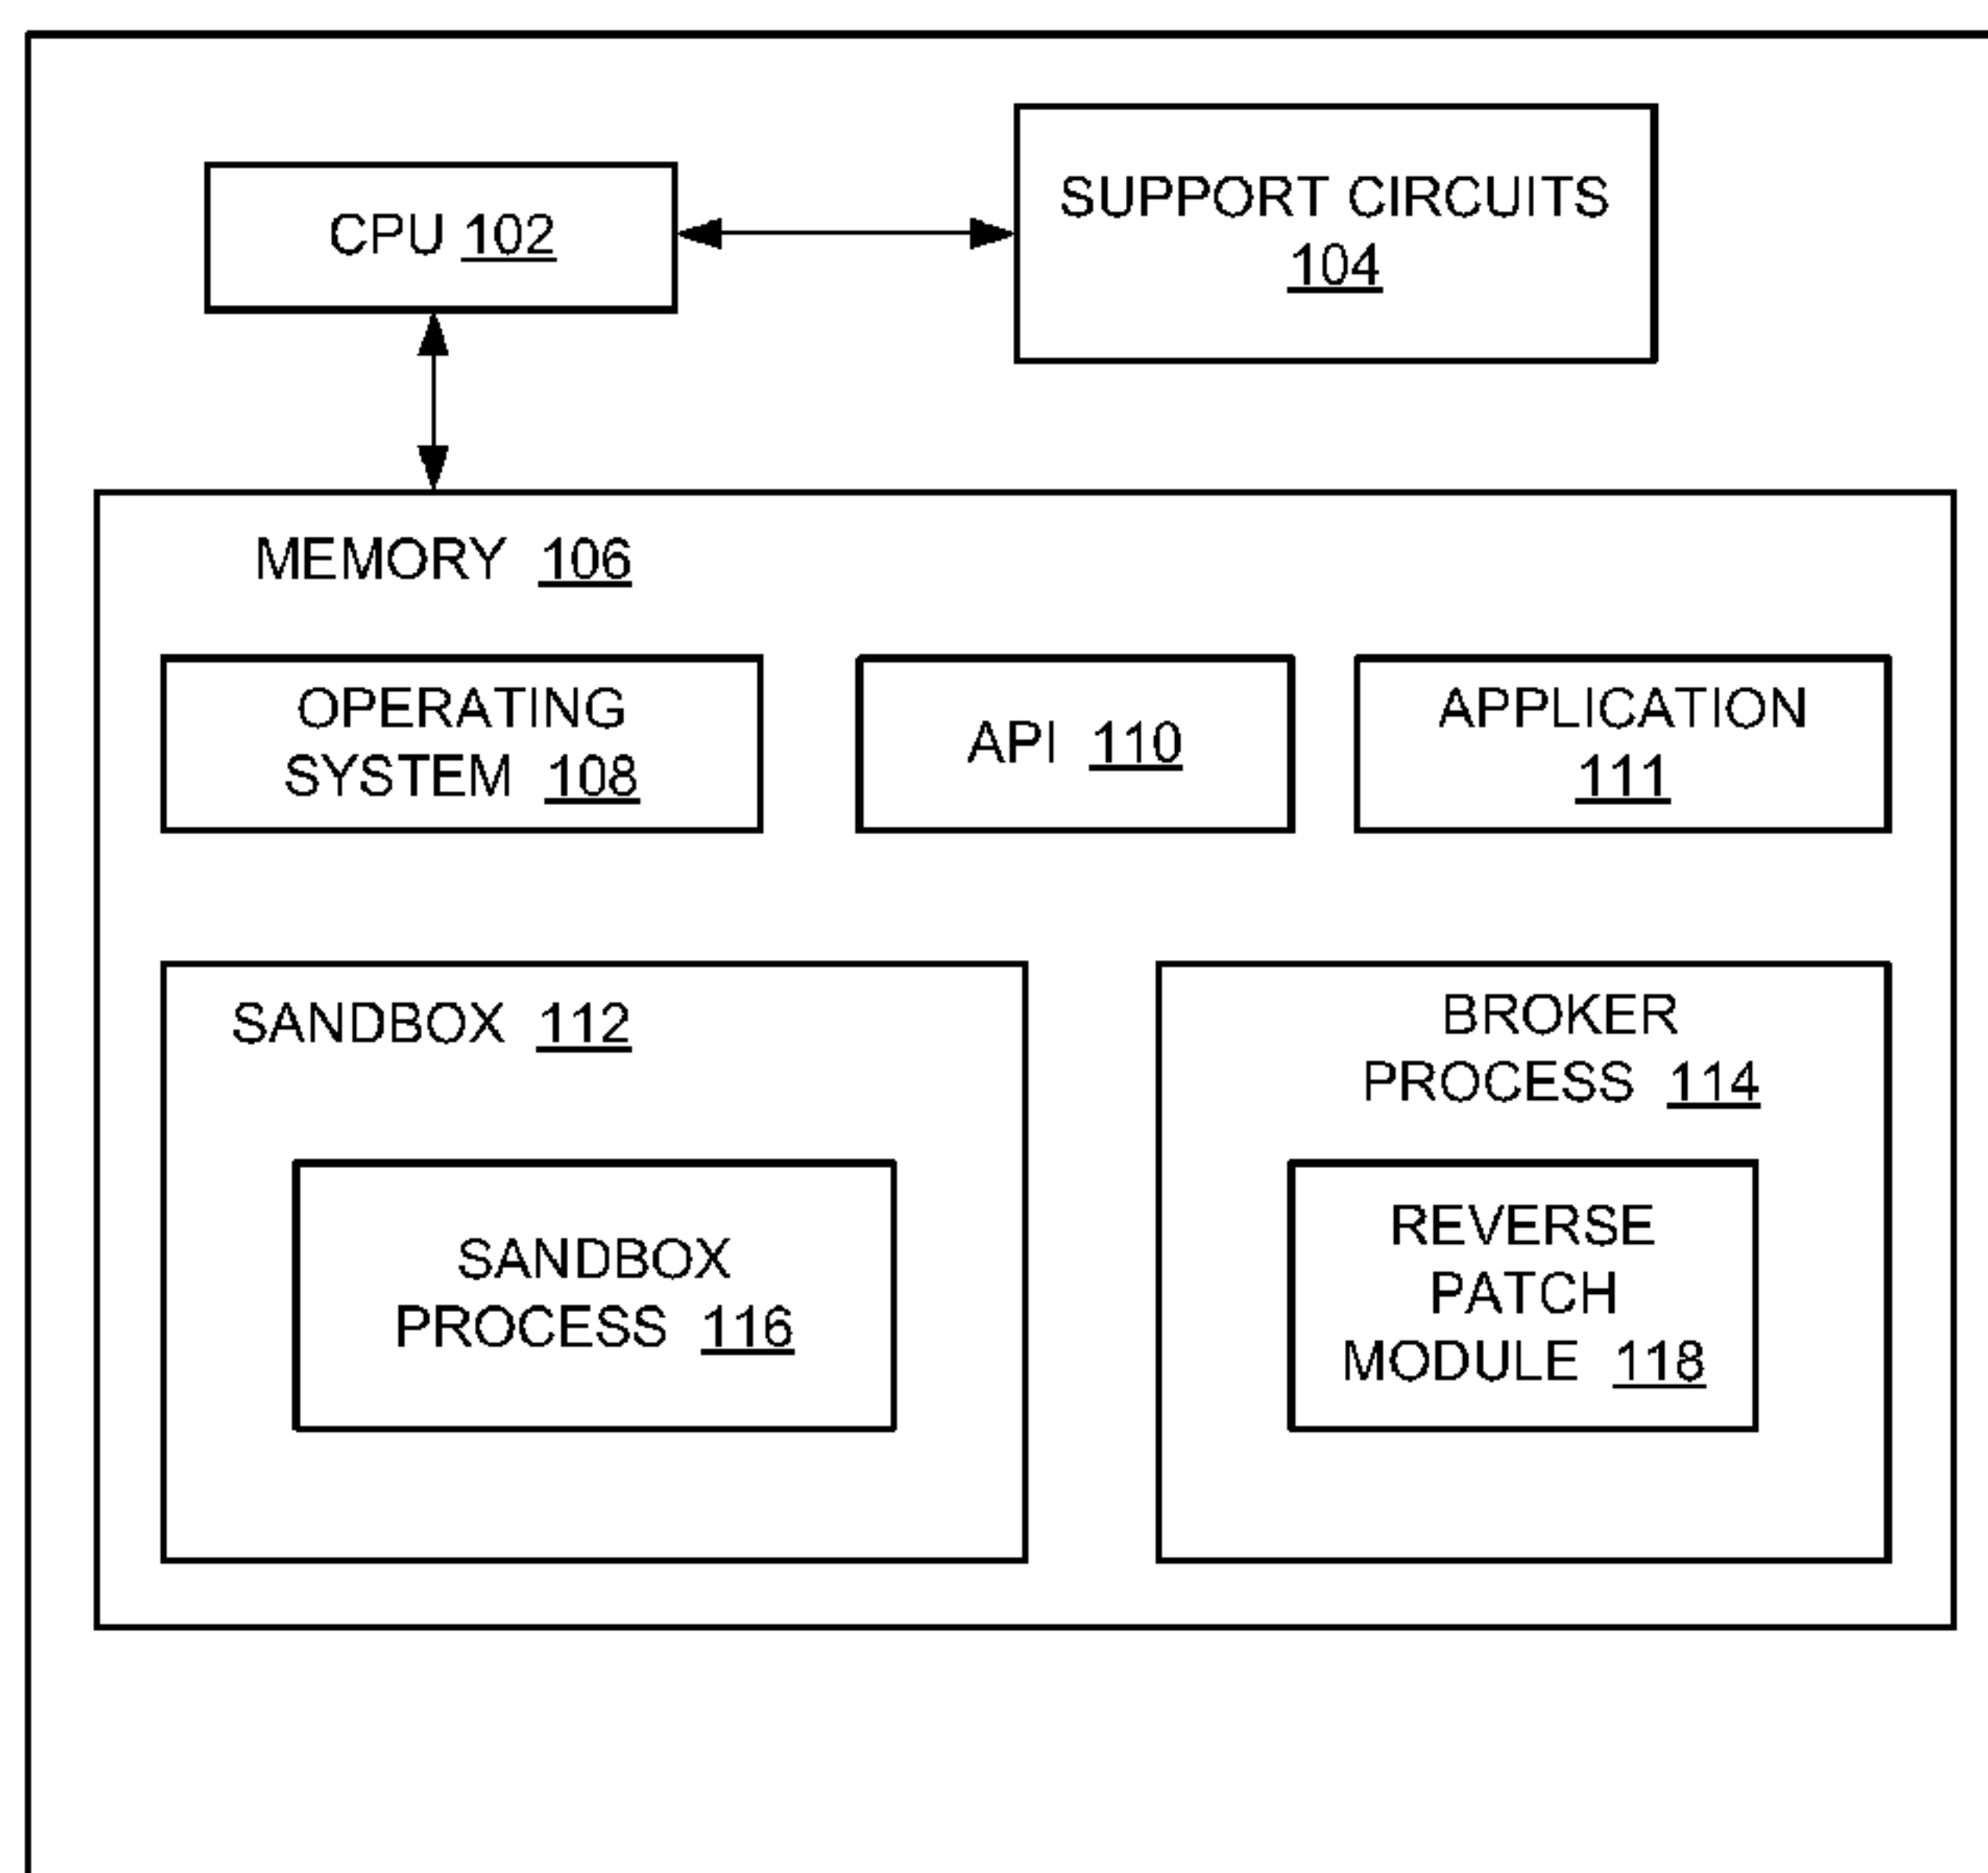 CPU 102
SUPPORT CIRCUITS
104
MEMORY 106
OPERATING
SYSTEM 108
API 110
APPLICATION
111
SANDBOX 112
SANDBOX
PROCESS 116
BROKER
PROCESS 114
REVERSE
PATCH
MODULE 118